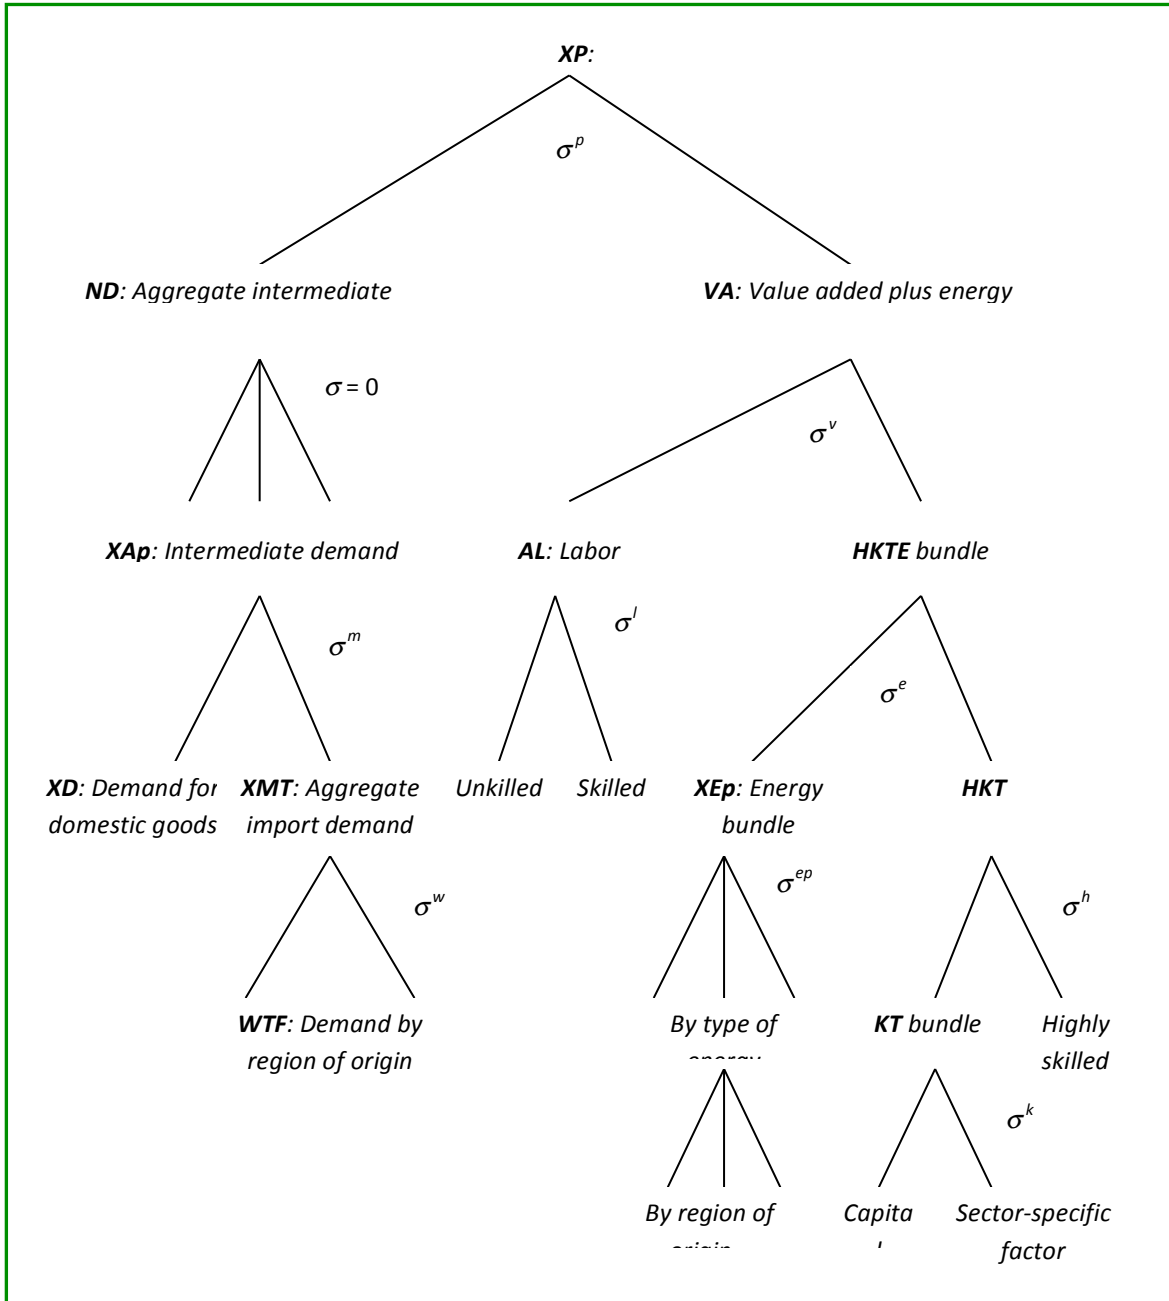 XP:
σ^p
ND: Aggregate intermediate
VA: Value added plus energy
σ = 0
σ^v
XAp: Intermediate demand
AL: Labor
HKTE bundle
σ^m
σ^l
σ^e
XD: Demand for
domestic goods
XMT: Aggregate
import demand
Unkilled
Skilled
XEp: Energy
bundle
HKT
σ^w
σ^ep
σ^h
WTF: Demand by
region of origin
By type of
energy
KT bundle
Highly
skilled
σ^k
By region of
origin
Capita
l
Sector-specific
factor